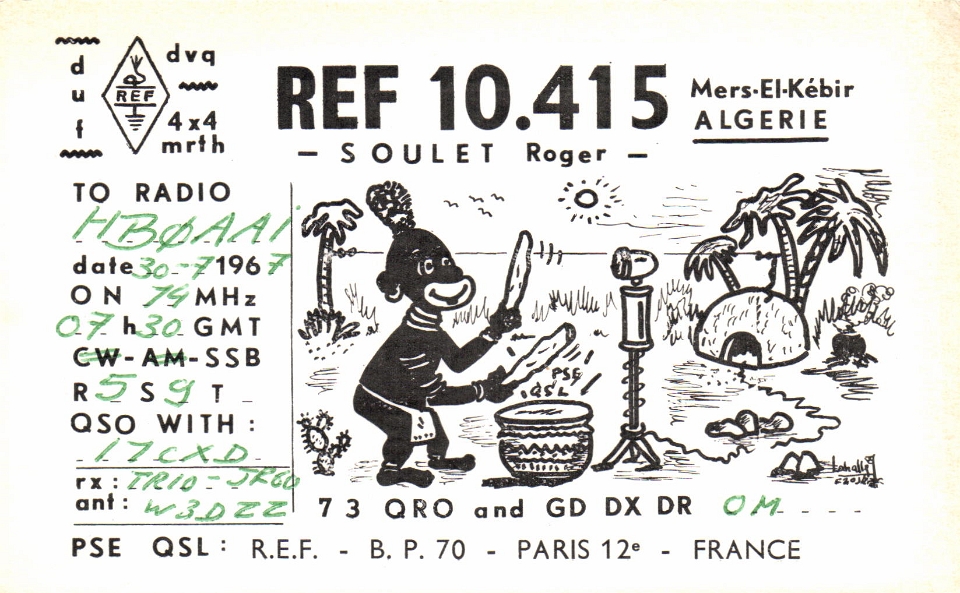 d u f
REF
dvq
4x4
mrth
REF 10.415
— SOULET Roger —
Mers-El-Kébir
ALGERIE
TO RADIO
HBØAAI
date 30-7 1967
ON 14 MHz
07 h 30 GMT
CW-AM-SSB
R 5 S 9 T
QSO WITH :
I7CXD
rx : TRIO - JR60
ant : W3DZZ
PSE
QSL
73 QRO and GD DX DR OM
PSE QSL : R.E.F. - B. P. 70 - PARIS 12e - FRANCE